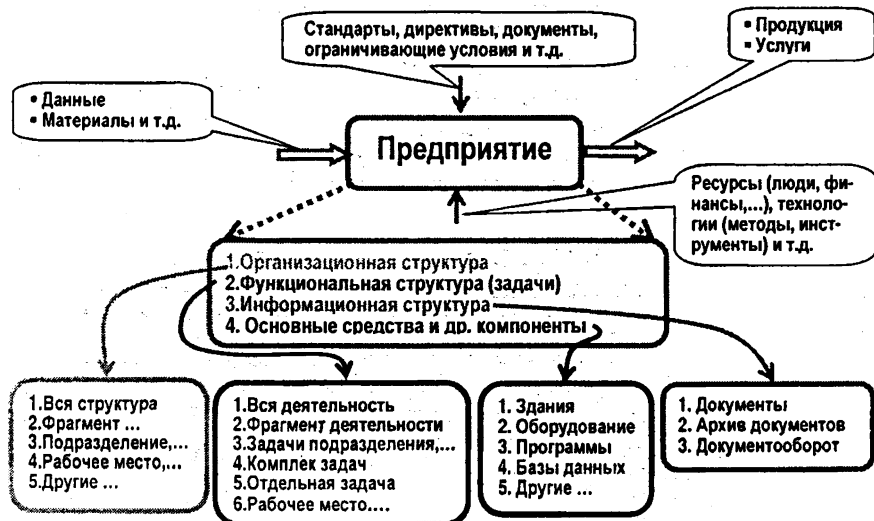 Стандарты, директивы, документы,
ограничивающие условия и т.д.
▪ Продукция
▪ Услуги
▪ Данные
▪ Материалы и т.д.
Предприятие
Ресурсы (люди, фи-
нансы,...), техноло-
гии (методы, инст-
рументы) и т.д.
1.Организационная структура
2.Функциональная структура (задачи)
3.Информационная структура
4. Основные средства и др. компоненты
1.Вся структура
2.Фрагмент ...
3.Подразделение,...
4.Рабочее место,...
5.Другие ...
1.Вся деятельность
2.Фрагмент деятельности
3.Задачи подразделения,...
4.Комплек задач
5.Отдельная задача
6.Рабочее место....
1. Здания
2. Оборудование
3. Программы
4. Базы данных
5. Другие ...
1. Документы
2. Архив документов
3. Документооборот